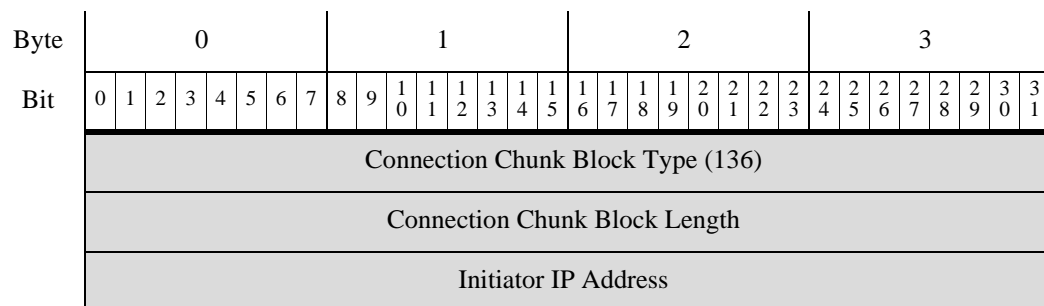 Byte 0 1 2 3
Bit 0 1 2 3 4 5 6 7 8 9 10 11 12 13 14 15 16 17 18 19 20 21 22 23 24 25 26 27 28 29 30 31
Connection Chunk Block Type (136)
Connection Chunk Block Length
Initiator IP Address